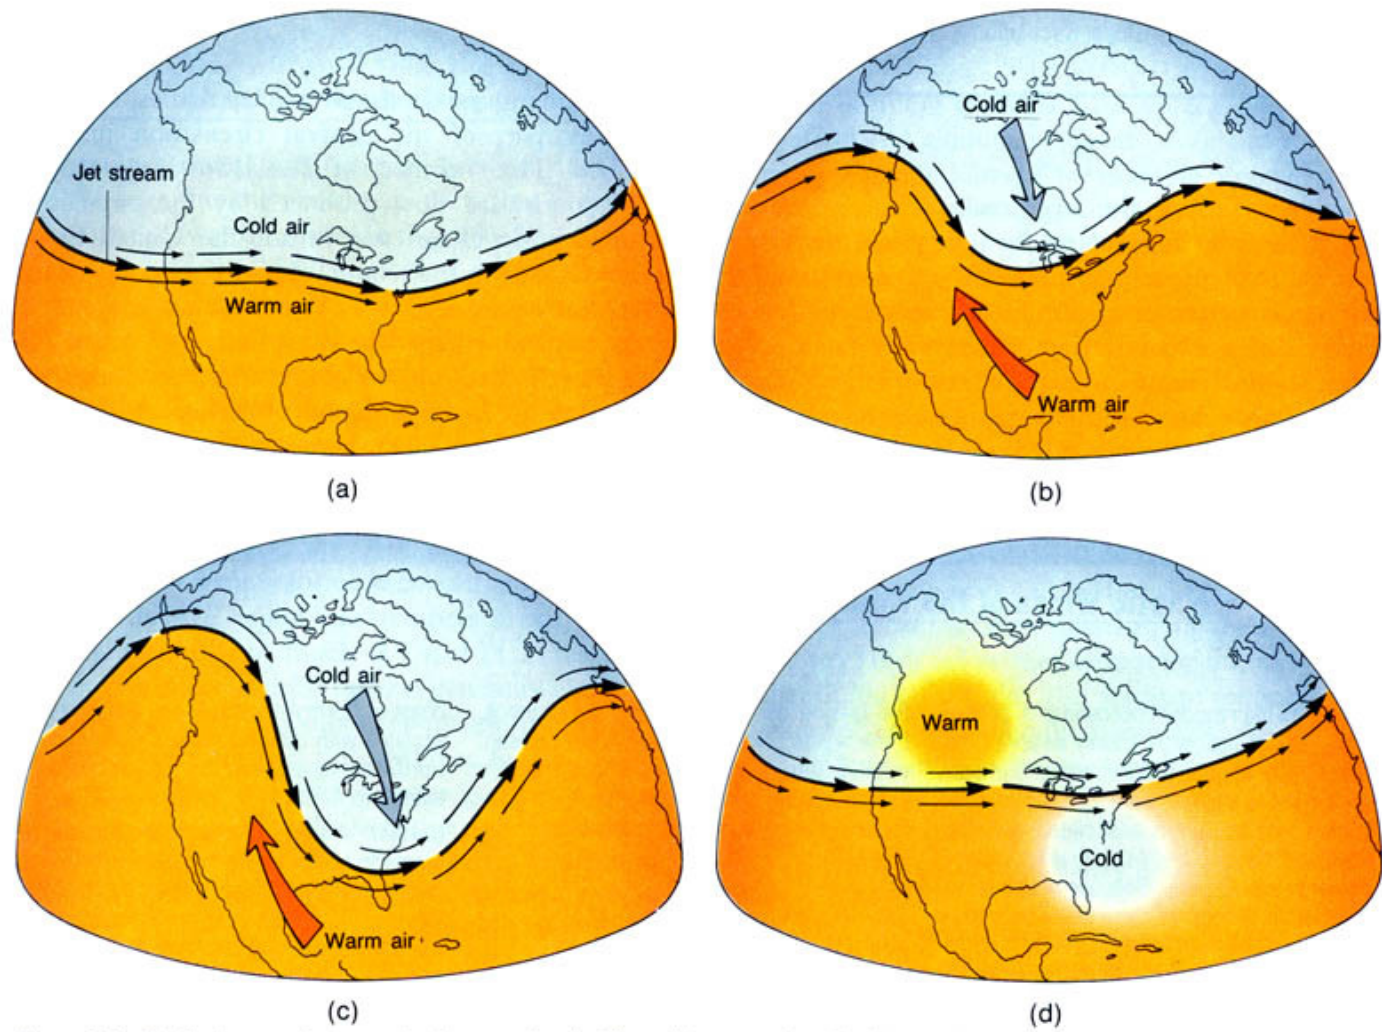 Jet stream
Cold air
Warm air
(a)
Cold air
Warm air
(b)
Cold air
Warm air
(c)
Warm
Cold
(d)